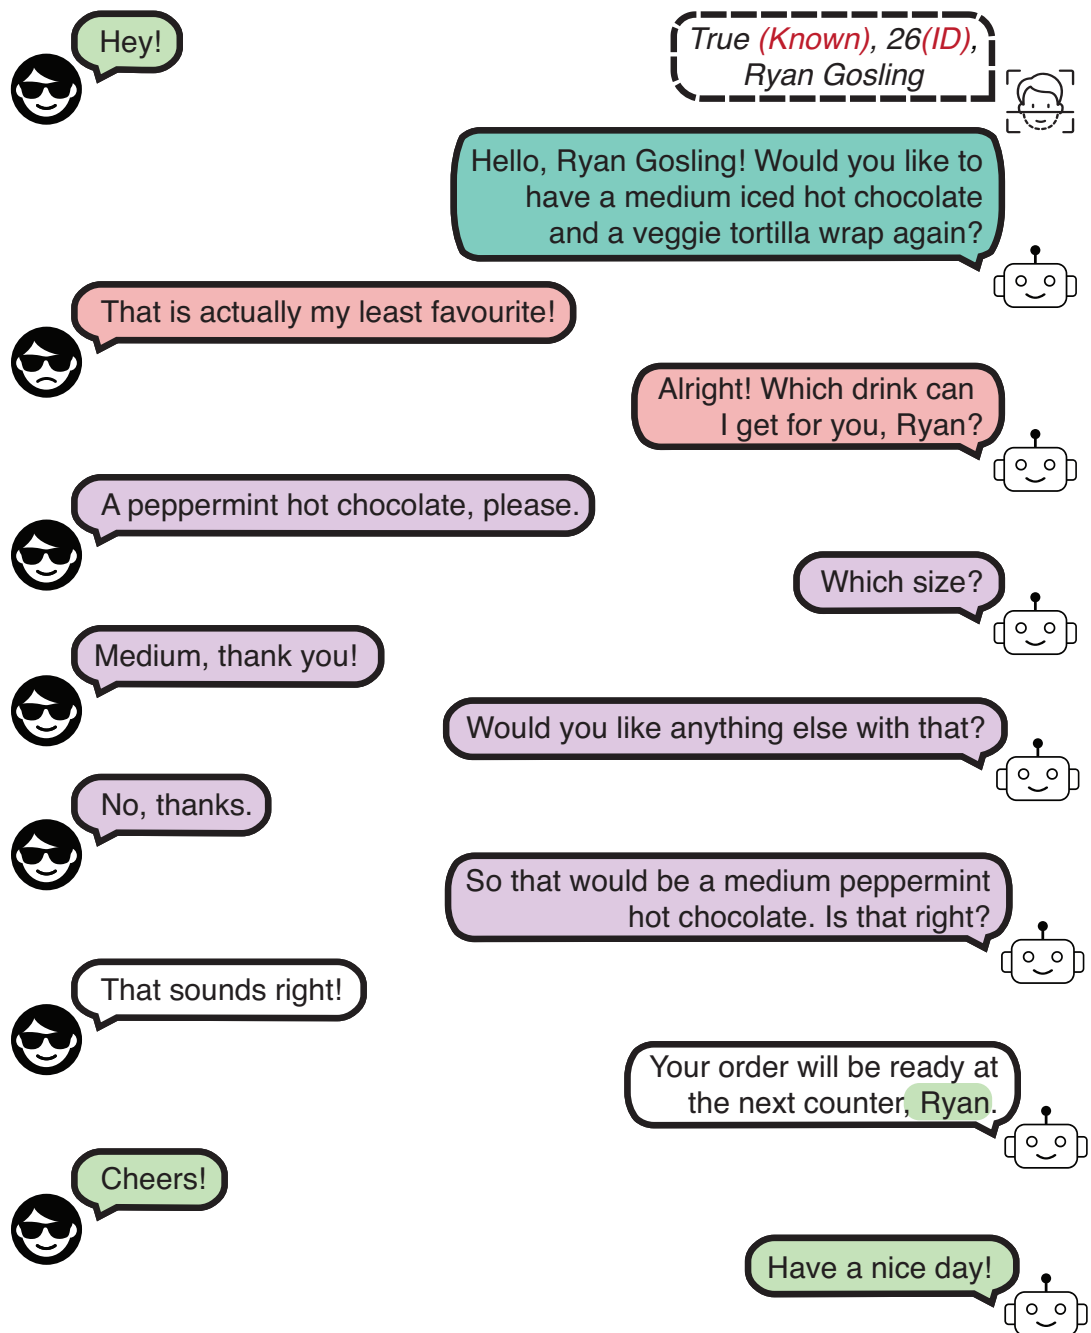 Hey!
True (Known), 26(ID),
Ryan Gosling
Hello, Ryan Gosling! Would you like to
have a medium iced hot chocolate
and a veggie tortilla wrap again?
That is actually my least favourite!
Alright! Which drink can
I get for you, Ryan?
A peppermint hot chocolate, please.
Which size?
Medium, thank you!
Would you like anything else with that?
No, thanks.
So that would be a medium peppermint
hot chocolate. Is that right?
That sounds right!
Your order will be ready at
the next counter, Ryan.
Cheers!
Have a nice day!